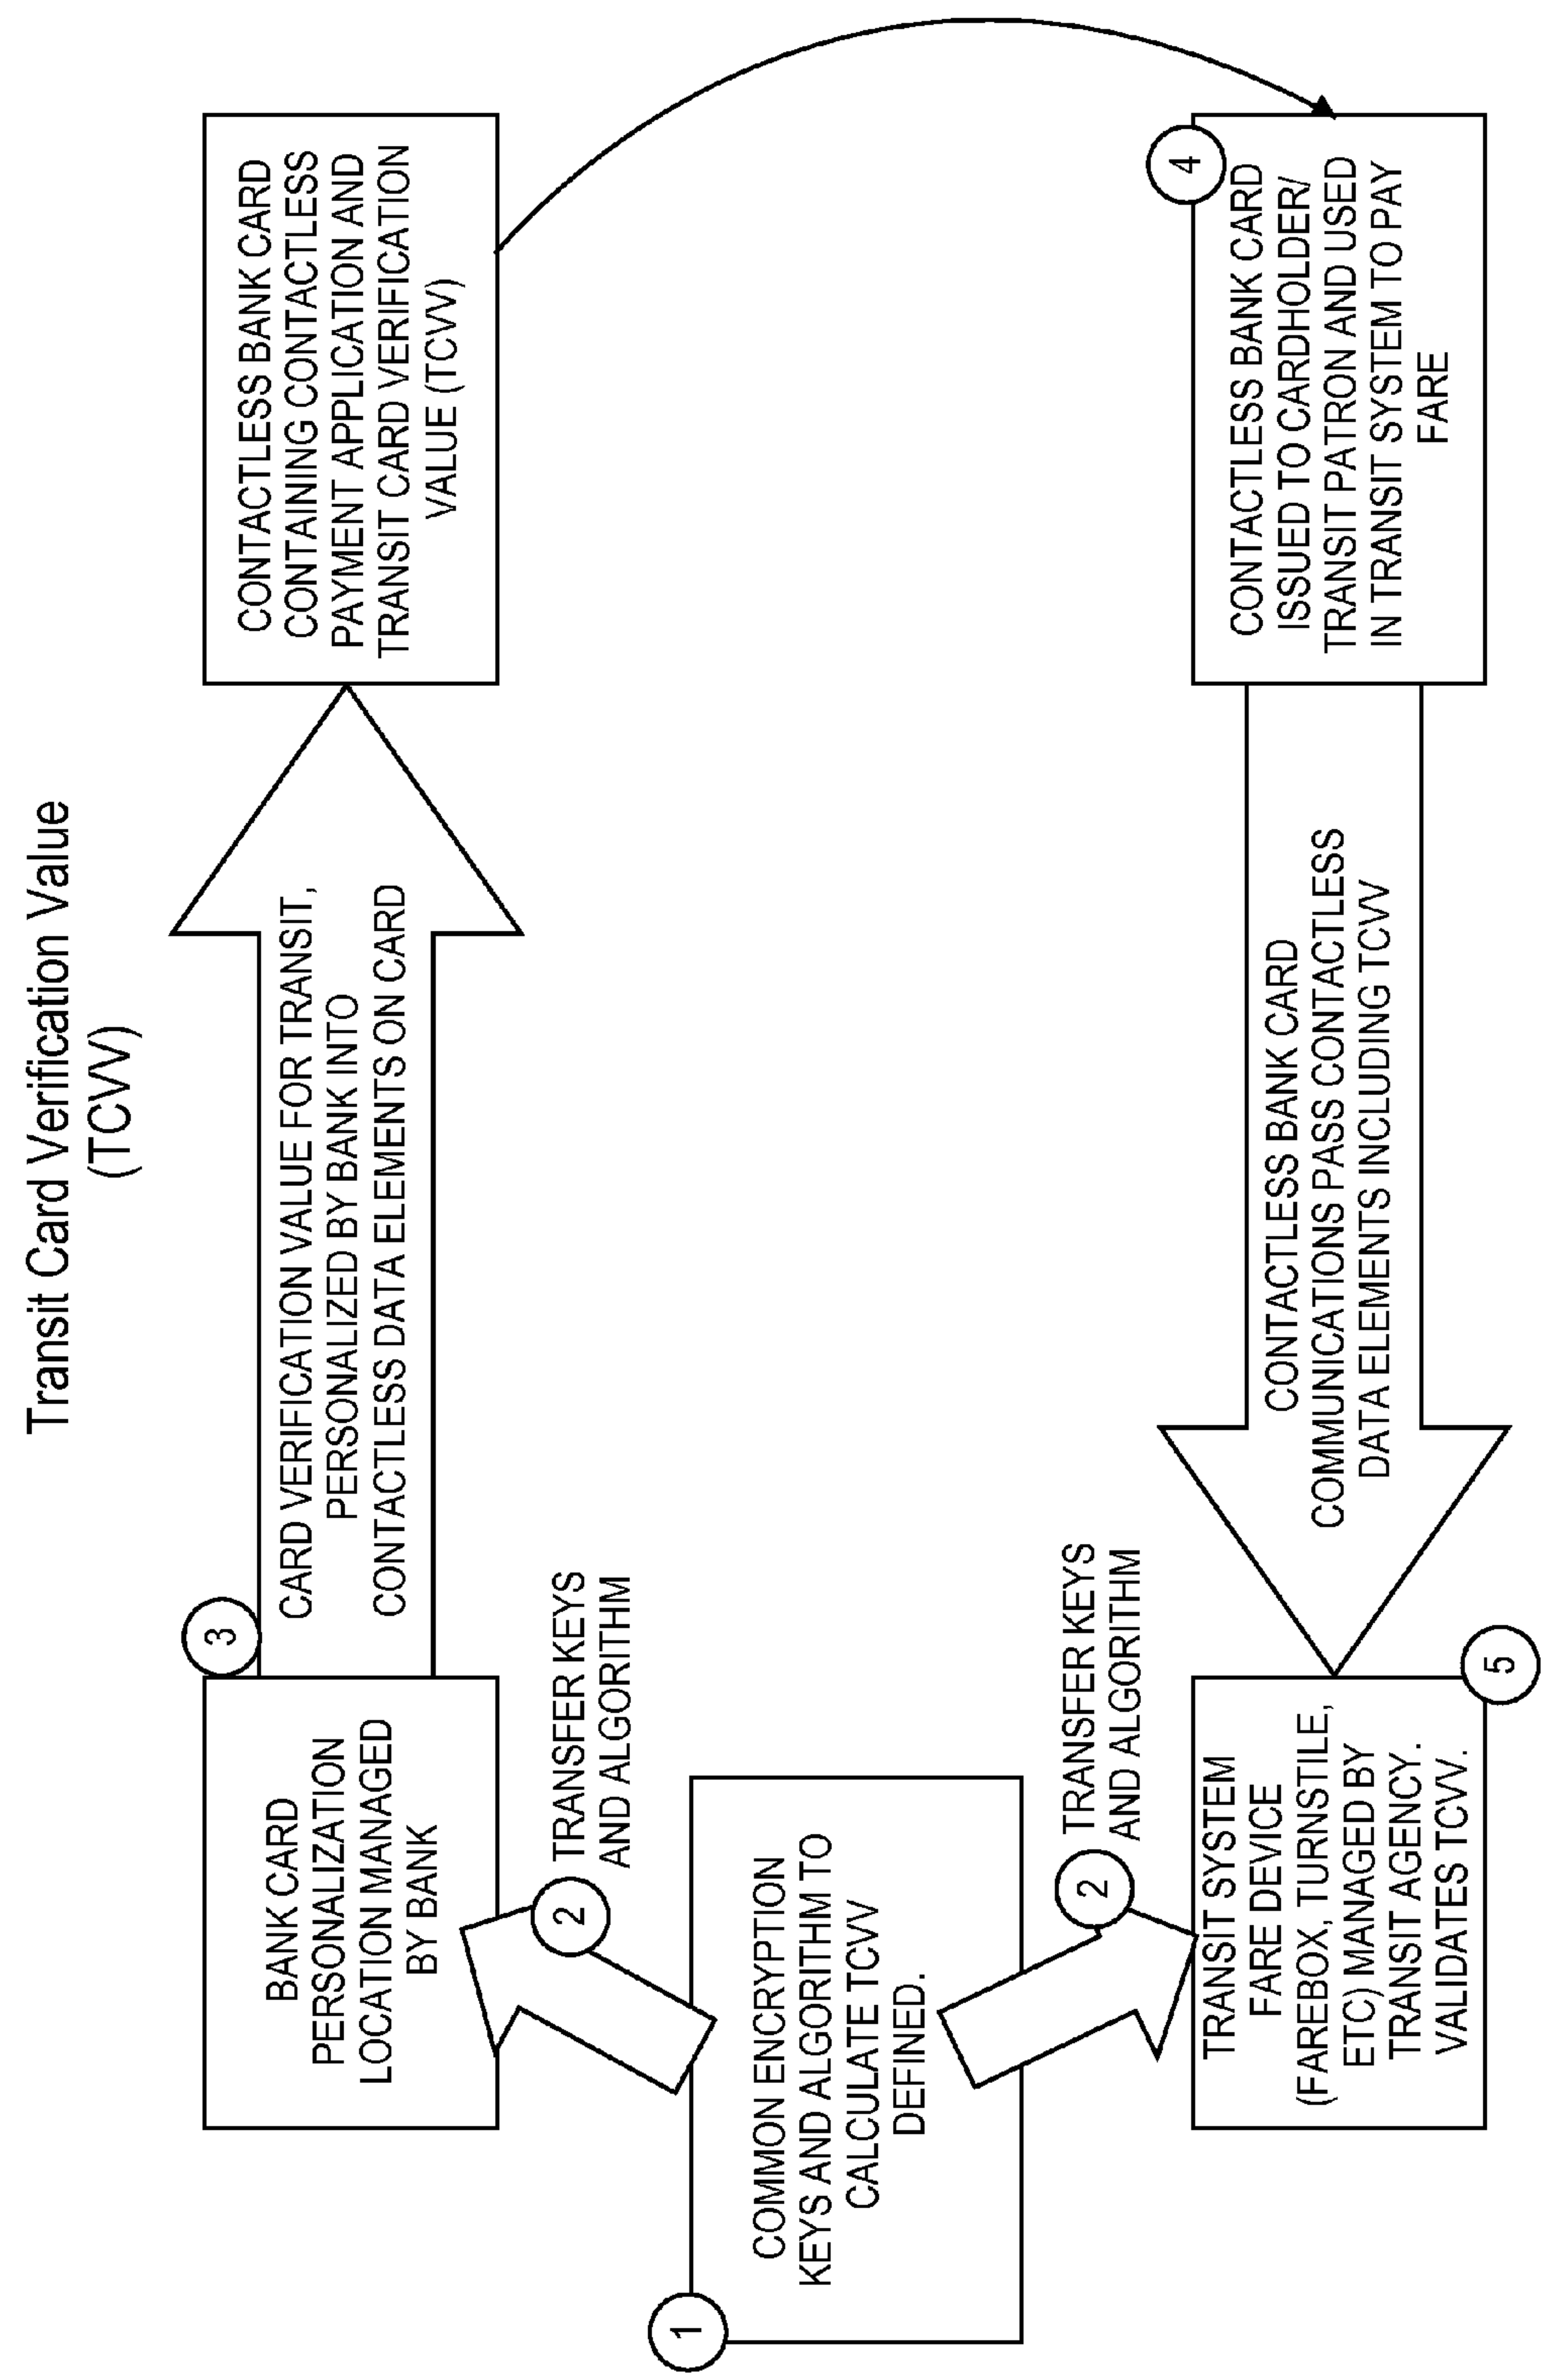 Transit Card Verification Value
(TCVV)
3
BANK CARD
PERSONALIZATION
LOCATION MANAGED
BY BANK
CARD VERIFICATION VALUE FOR TRANSIT,
PERSONALIZED BY BANK INTO
CONTACTLESS DATA ELEMENTS ON CARD
CONTACTLESS BANK CARD
CONTAINING CONTACTLESS
PAYMENT APPLICATION AND
TRANSIT CARD VERIFICATION
VALUE (TCVV)
2
TRANSFER KEYS
AND ALGORITHM
1
COMMON ENCRYPTION
KEYS AND ALGORITHM TO
CALCULATE TCVV
DEFINED.
2
TRANSFER KEYS
AND ALGORITHM
4
TRANSIT SYSTEM
FARE DEVICE
(FAREBOX, TURNSTILE,
ETC) MANAGED BY
TRANSIT AGENCY.
VALIDATES TCVV.
CONTACTLESS BANK CARD
COMMUNICATIONS PASS CONTACTLESS
DATA ELEMENTS INCLUDING TCVV
CONTACTLESS BANK CARD
ISSUED TO CARDHOLDER/
TRANSIT PATRON AND USED
IN TRANSIT SYSTEM TO PAY
FARE
5